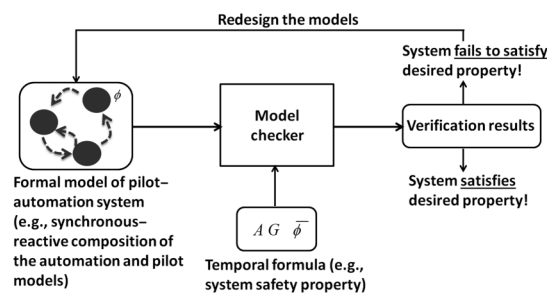 Redesign the models
System fails to satisfy
desired property!
ϕ
Model
checker
Verification results
Formal model of pilot–
automation system
(e.g., synchronous–
reactive composition of
the automation and pilot
models)
System satisfies
desired property!
A G ϕ̅
Temporal formula (e.g.,
system safety property)